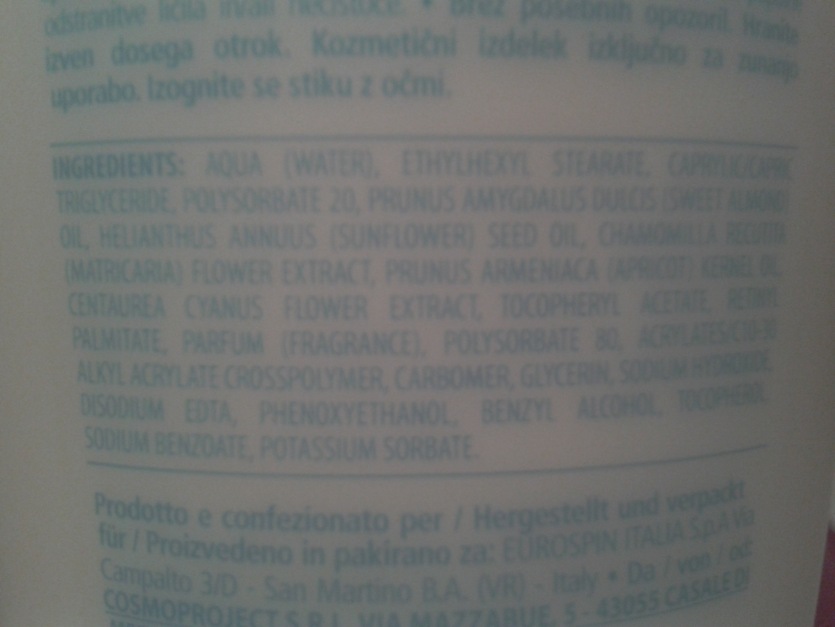 odstranitve ličila in/ali nečistoče. • Brez posebnih opozoril. Hranite
izven dosega otrok. Kozmetični izdelek izključno za zunanjo
uporabo. Izognite se stiku z očmi.
INGREDIENTS: AQUA (WATER), ETHYLHEXYL STEARATE, CAPRYLIC/CAPRIC
TRIGLYCERIDE, POLYSORBATE 20, PRUNUS AMYGDALUS DULCIS (SWEET ALMOND)
OIL, HELIANTHUS ANNUUS (SUNFLOWER) SEED OIL, CHAMOMILLA RECUTITA
(MATRICARIA) FLOWER EXTRACT, PRUNUS ARMENIACA (APRICOT) KERNEL OIL,
CENTAUREA CYANUS FLOWER EXTRACT, TOCOPHERYL ACETATE, RETINYL
PALMITATE, PARFUM (FRAGRANCE), POLYSORBATE 80, ACRYLATES/C10-30
ALKYL ACRYLATE CROSSPOLYMER, CARBOMER, GLYCERIN, SODIUM HYDROXIDE,
DISODIUM EDTA, PHENOXYETHANOL, BENZYL ALCOHOL, TOCOPHEROL,
SODIUM BENZOATE, POTASSIUM SORBATE.
Prodotto e confezionato per / Hergestellt und verpackt
für / Proizvedeno in pakirano za: EUROSPIN ITALIA S.p.A Via
Campalto 3/D - San Martino B.A. (VR) - Italy • Da / von / od:
COSMOPROJECT S.R.L. VIA MAZZABUE, 5 - 43055 CASALE DI